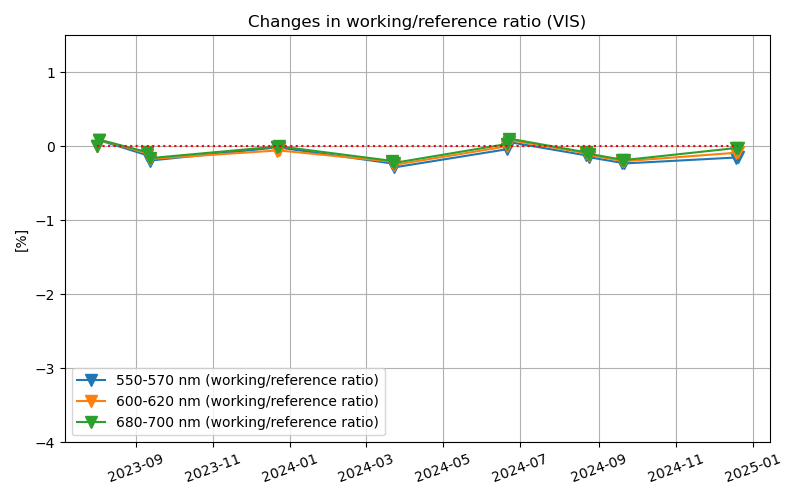 Changes in working/reference ratio (VIS)
1
0
−1
−2
−3
−4
[%]
550-570 nm (working/reference ratio)
600-620 nm (working/reference ratio)
680-700 nm (working/reference ratio)
2023-09 2023-11 2024-01 2024-03 2024-05 2024-07 2024-09 2024-11 2025-01